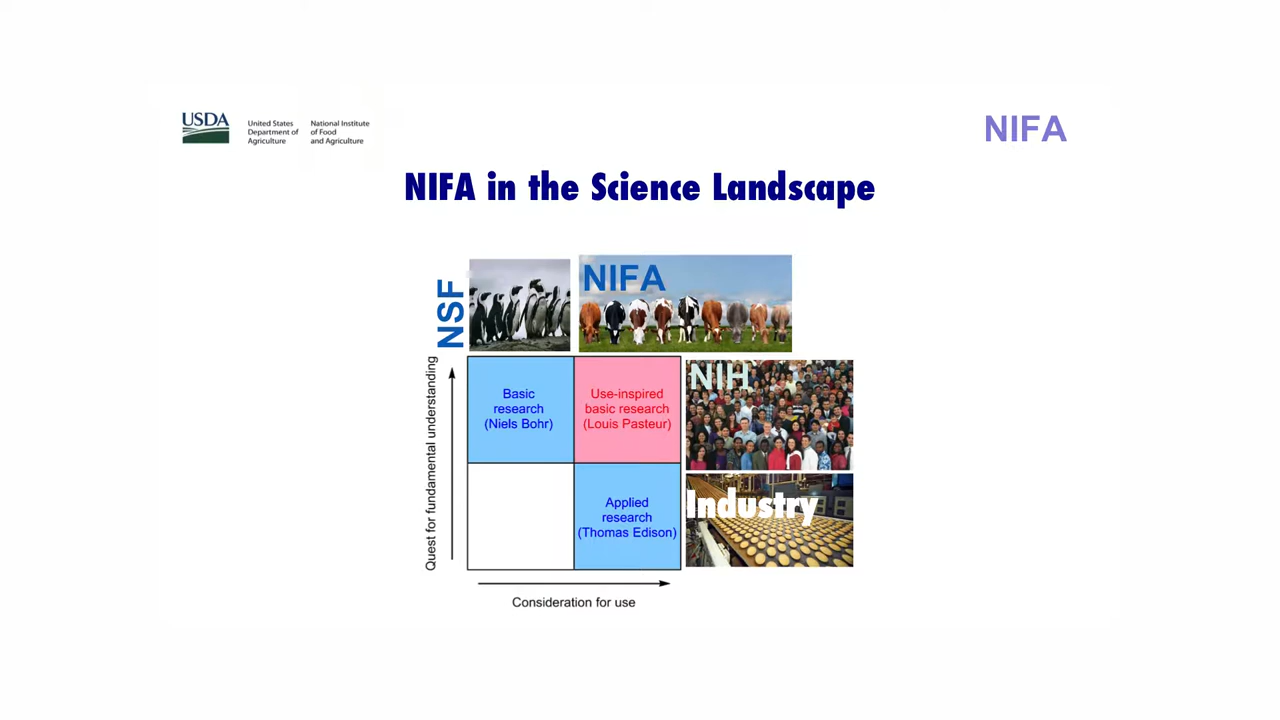 USDA
United States
Department of
Agriculture
National Institute
of Food
and Agriculture
NIFA
NIFA in the Science Landscape
NSF
NIFA
NIH
Industry
Quest for fundamental understanding
Basic
research
(Niels Bohr)
Use-inspired
basic research
(Louis Pasteur)
Applied
research
(Thomas Edison)
Consideration for use